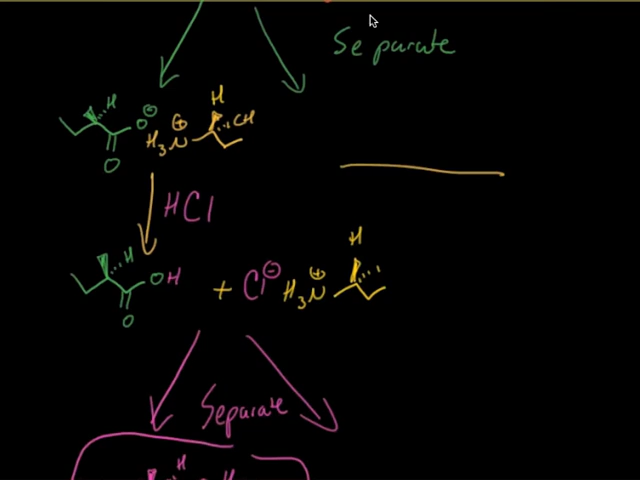 Separate
H H
O⊖ H₃N⊕ CH
O
HCl
H
H
OH + Cl⊖ H₃N⊕
O
Separate
H